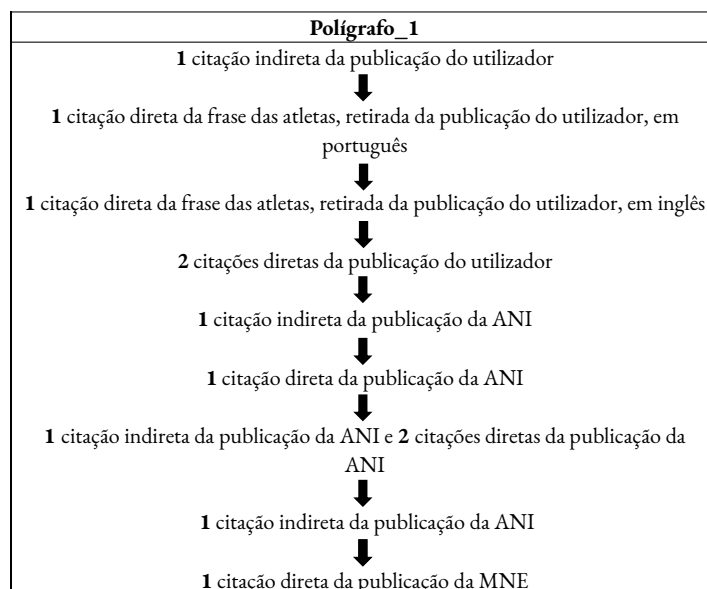 Polígrafo_1
1 citação indireta da publicação do utilizador
1 citação direta da frase das atletas, retirada da publicação do utilizador, em
português
1 citação direta da frase das atletas, retirada da publicação do utilizador, em inglês
2 citações diretas da publicação do utilizador
1 citação indireta da publicação da ANI
1 citação direta da publicação da ANI
1 citação indireta da publicação da ANI e 2 citações diretas da publicação da
ANI
1 citação indireta da publicação da ANI
1 citação direta da publicação da MNE